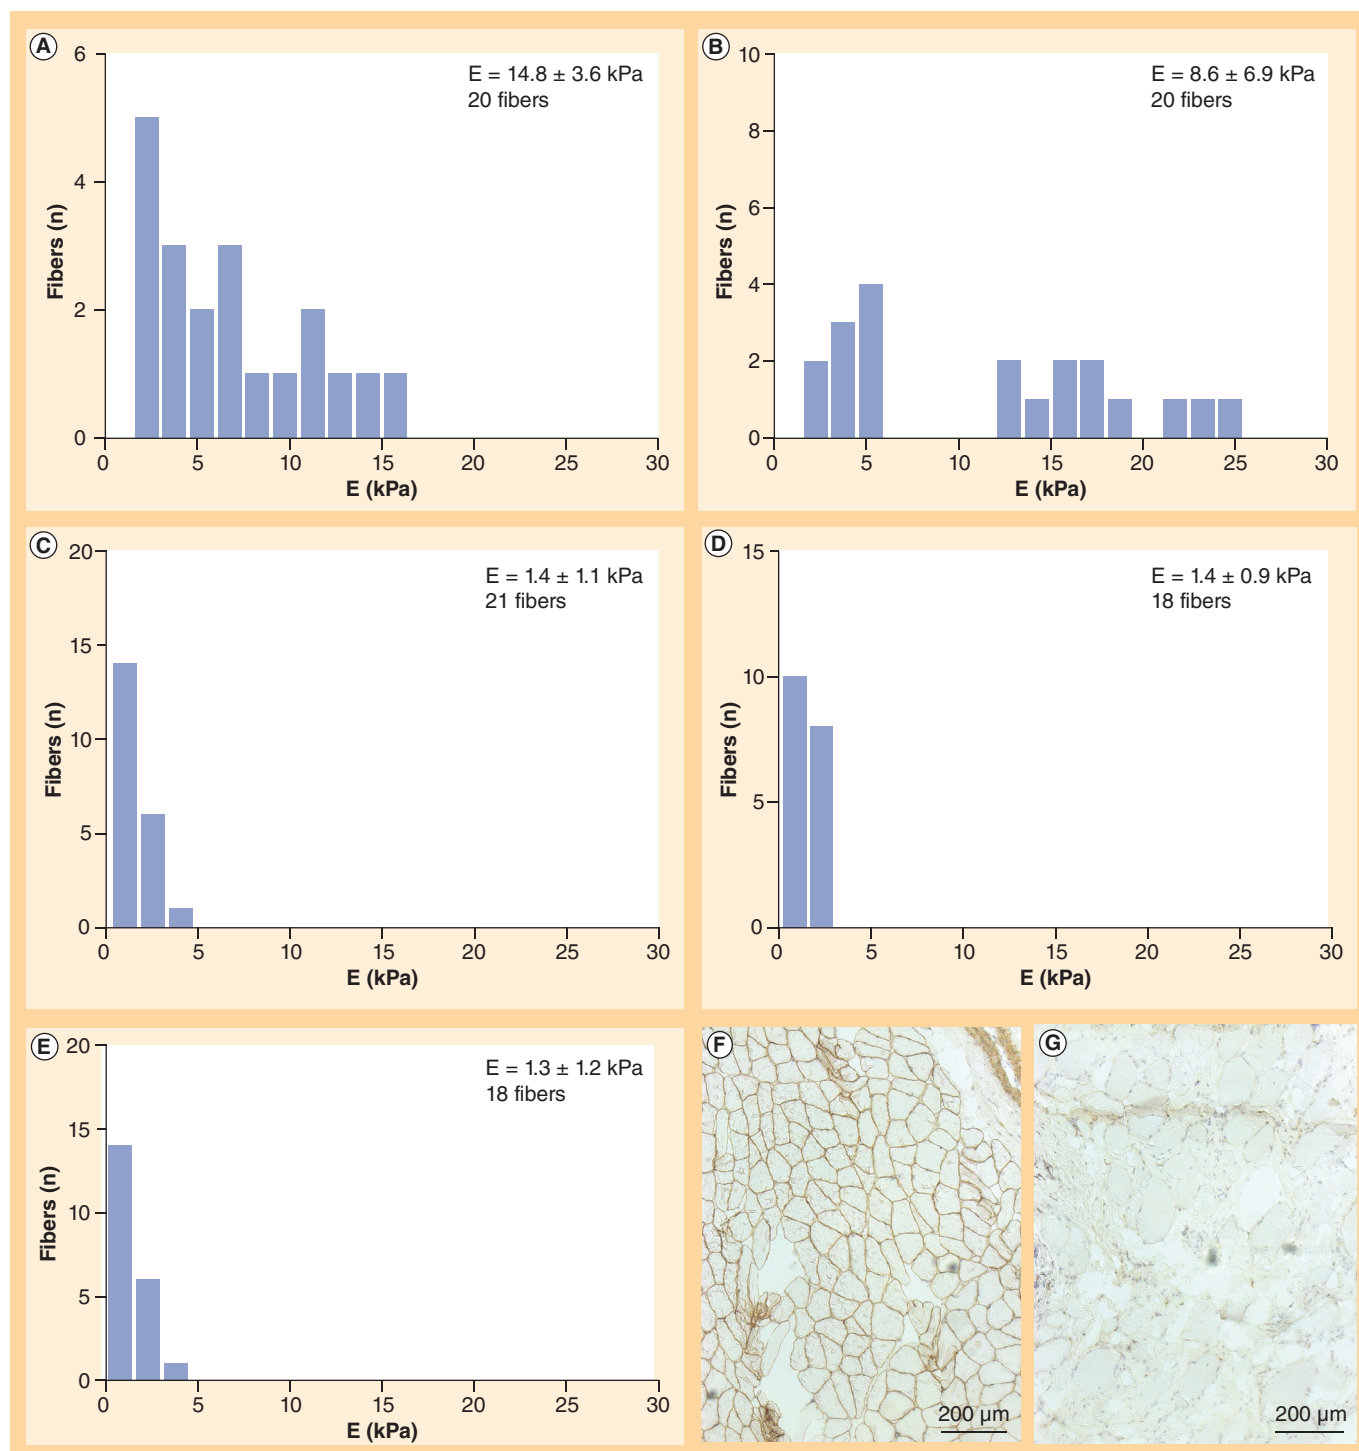 A
6
4
2
0
Fibers (n)
E = 14.8 ± 3.6 kPa
20 fibers
0 5 10 15 20 25 30
E (kPa)
B
10
8
6
4
2
0
Fibers (n)
E = 8.6 ± 6.9 kPa
20 fibers
0 5 10 15 20 25 30
E (kPa)
C
20
15
10
5
0
Fibers (n)
E = 1.4 ± 1.1 kPa
21 fibers
0 5 10 15 20 25 30
E (kPa)
D
15
10
5
0
Fibers (n)
E = 1.4 ± 0.9 kPa
18 fibers
0 5 10 15 20 25 30
E (kPa)
E
20
15
10
5
0
Fibers (n)
E = 1.3 ± 1.2 kPa
18 fibers
0 5 10 15 20 25 30
E (kPa)
F
200 µm
G
200 µm